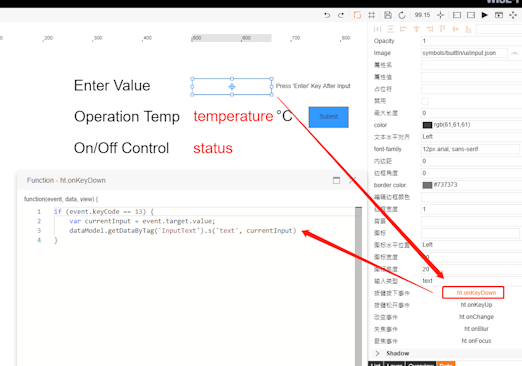 99.15
500
600
700
800
Enter Value
Press 'Enter' Key After Input
Operation Temp temperature °C Submit
On/Off Control status
Function - ht.onKeyDown
function(event, data, view) {
1 if (event.keyCode == 13) {
2 var currentInput = event.target.value;
3 dataModel.getDataByTag('InputText').s('text', currentInput)
4 }
Opacity 1
Image symbols/builtin/ui/input.json
属性名
属性值
占位符
禁用
最大长度 0
color rgb(61,61,61)
文本水平对齐 Left
font-family 12px arial, sans-serif
内边距 0
边框角度 0
border color #737373
编辑边框颜色
边框宽度 1
背景
图标
图标水平位置 Left
图标宽度
图标高度 20
输入类型 text
按键按下事件 ht.onKeyDown
按键松开事件 ht.onKeyUp
改变事件 ht.onChange
失焦事件 ht.onBlur
聚焦事件 ht.onFocus
Shadow